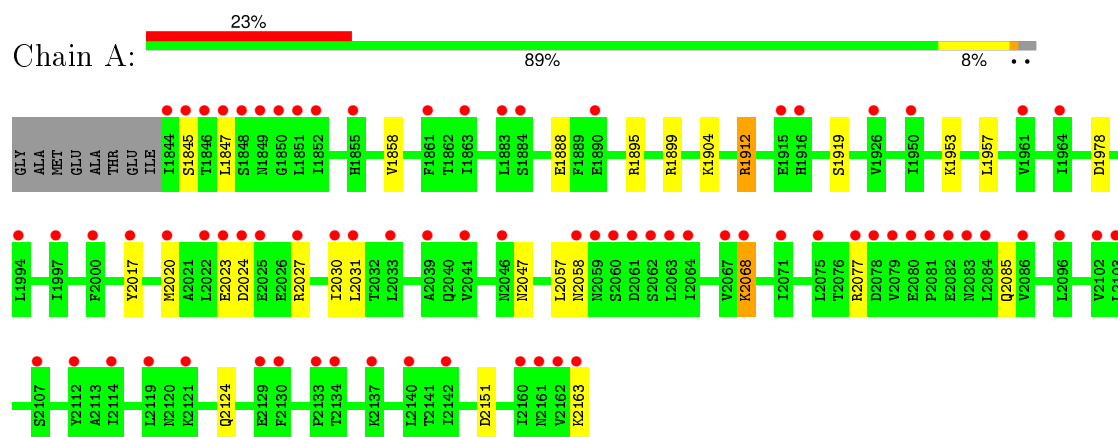 23%
Chain A:
89%
8%
• •
GLY ALA MET GLU ALA THR GLU ILE I1844 S1845 T1846 L1847 S1848 N1849 G1850 L1851 I1852 H1855 V1858 F1861 T1862 I1863 L1883 S1884 E1888 F1889 E1890 R1895 R1899 K1904 R1912 E1915 H1916 S1919 V1926 I1950 K1953 L1957 V1961 I1964 D1978
L1994 I1997 F2000 Y2017 M2020 A2021 L2022 E2023 D2024 E2025 E2026 R2027 I2030 L2031 T2032 L2033 A2039 Q2040 V2041 N2046 N2047 L2057 N2058 N2059 S2060 D2061 S2062 I2063 I2064 V2067 K2068 I2071 L2075 T2076 R2077 D2078 V2079 E2080 P2081 E2082 N2083 L2084 Q2085 V2086 L2096 V2102 L2103
S2107 Y2112 A2113 I2114 L2119 N2120 K2121 Q2124 E2129 F2130 P2133 T2134 K2137 L2140 T2141 I2142 D2151 I2160 N2161 V2162 K2163